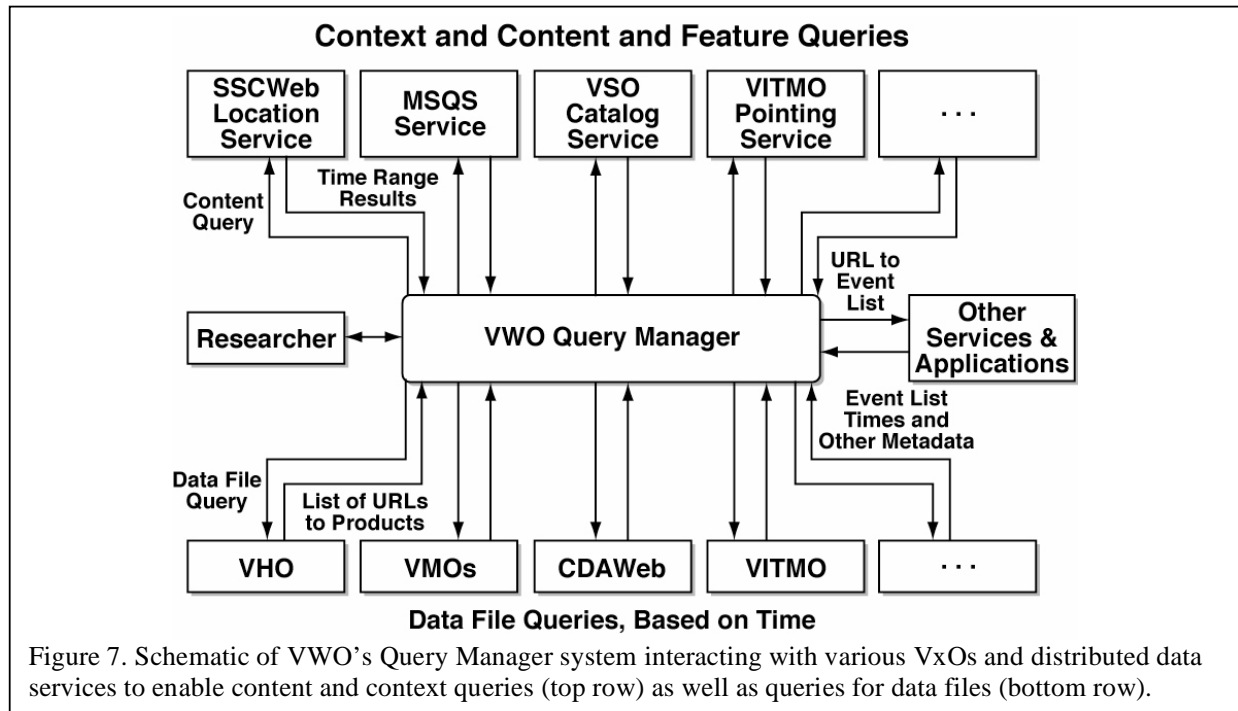 Context and Content and Feature Queries
SSCWeb
Location
Service
MSQS
Service
VSO
Catalog
Service
VITMO
Pointing
Service
. . .
Content
Query
Time Range
Results
URL to
Event
List
Researcher
VWO Query Manager
Other
Services &
Applications
Event List
Times and
Other Metadata
Data File
Query
List of URLs
to Products
VHO
VMOs
CDAWeb
VITMO
. . .
Data File Queries, Based on Time
Figure 7. Schematic of VWO's Query Manager system interacting with various VxOs and distributed data
services to enable content and context queries (top row) as well as queries for data files (bottom row).